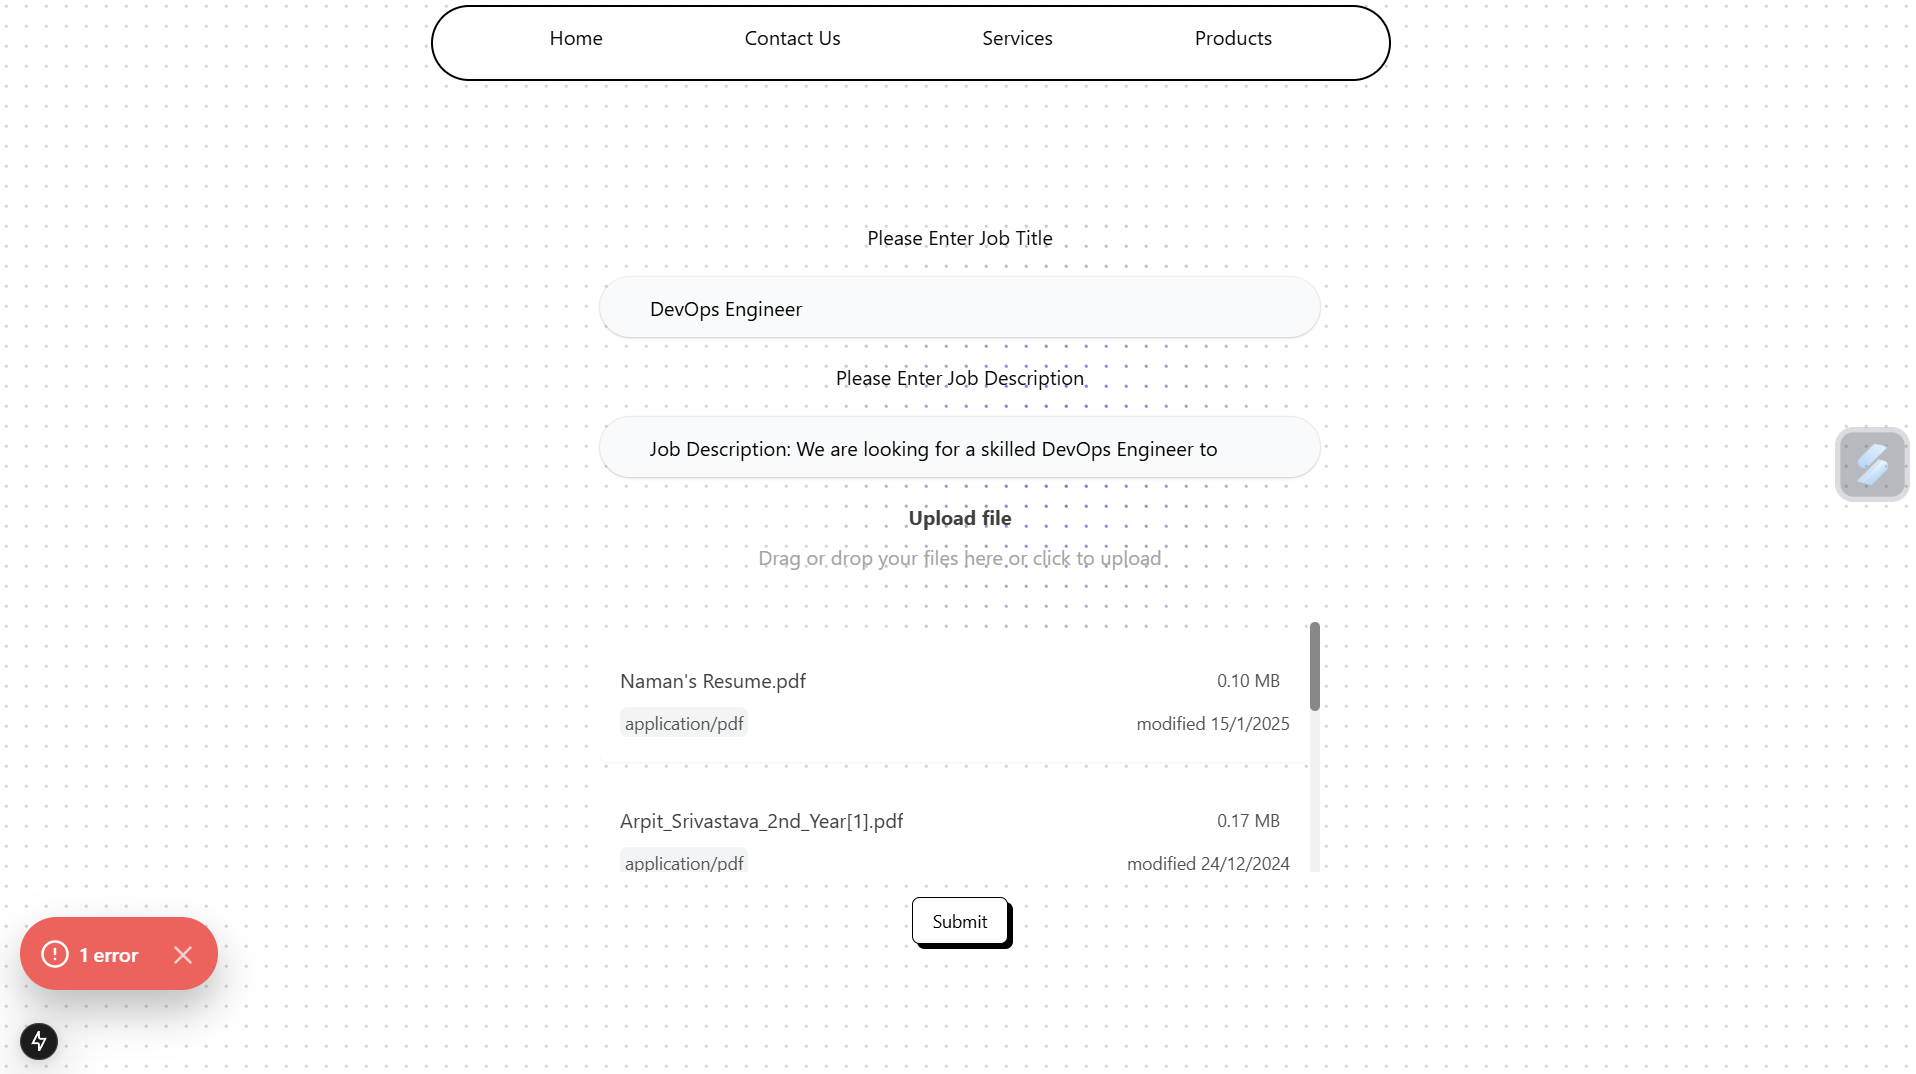 Home Contact Us Services Products
Please Enter Job Title
DevOps Engineer
Please Enter Job Description
Job Description: We are looking for a skilled DevOps Engineer to
Upload file
Drag or drop your files here or click to upload
Naman's Resume.pdf 0.10 MB
application/pdf modified 15/1/2025
Arpit_Srivastava_2nd_Year[1].pdf 0.17 MB
application/pdf modified 24/12/2024
Submit
1 error